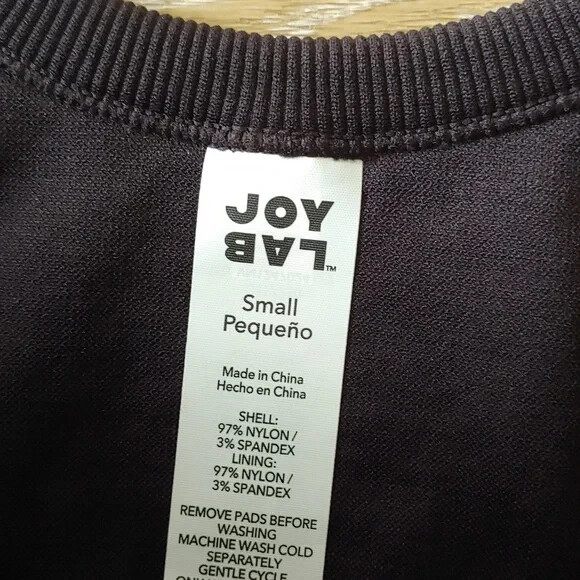 JOY
LAB™
Small
Pequeño
Made in China
Hecho en China
SHELL:
97% NYLON /
3% SPANDEX
LINING:
97% NYLON /
3% SPANDEX
REMOVE PADS BEFORE
WASHING
MACHINE WASH COLD
SEPARATELY
GENTLE CYCLE